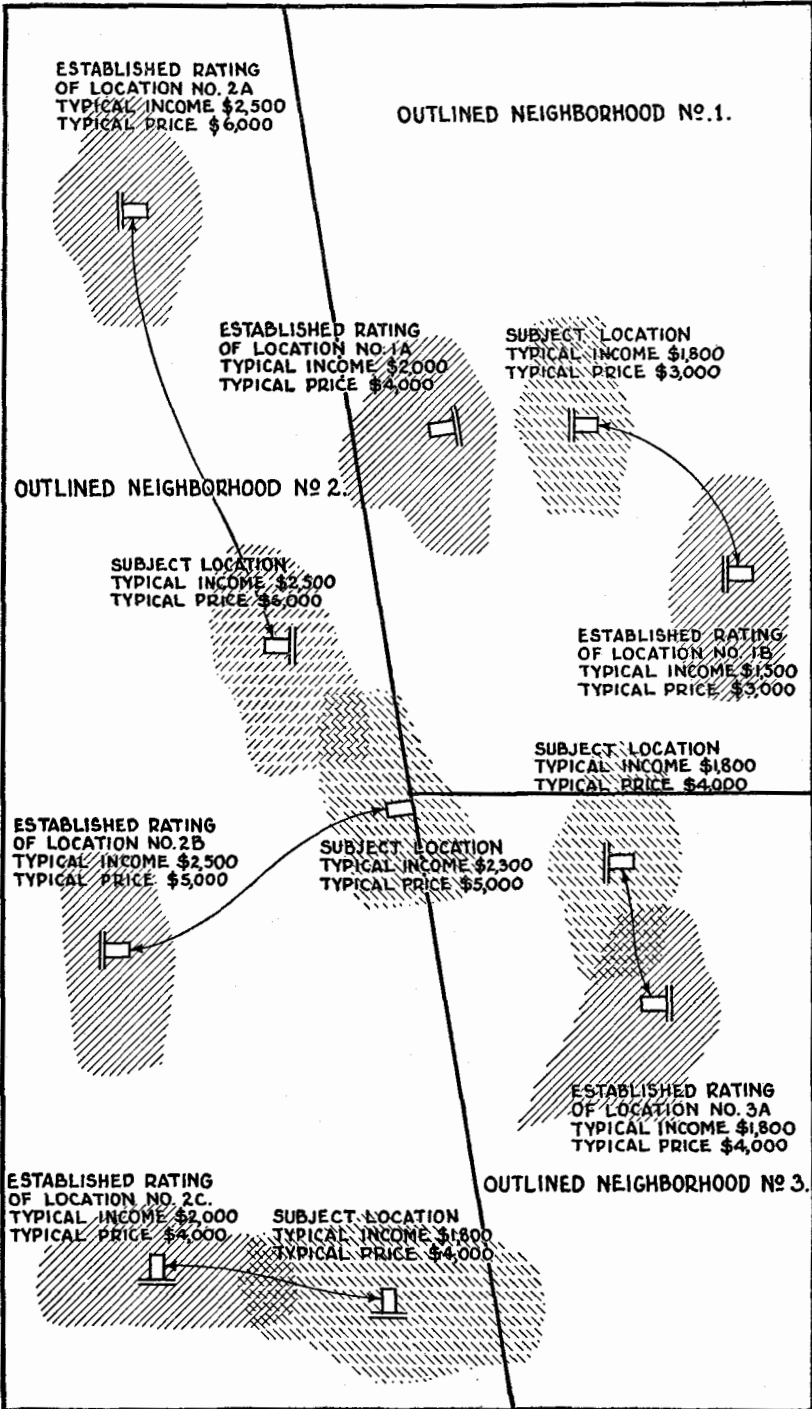 ESTABLISHED RATING
OF LOCATION NO. 2A
TYPICAL INCOME $2,500
TYPICAL PRICE $6,000
OUTLINED NEIGHBORHOOD Nº. 1.
ESTABLISHED RATING
OF LOCATION NO. 1A
TYPICAL INCOME $2,000
TYPICAL PRICE $4,000
SUBJECT LOCATION
TYPICAL INCOME $1,800
TYPICAL PRICE $3,000
OUTLINED NEIGHBORHOOD Nº 2.
SUBJECT LOCATION
TYPICAL INCOME $2,500
TYPICAL PRICE
ESTABLISHED RATING
OF LOCATION NO. 1B
TYPICAL INCOME $1,500
TYPICAL PRICE $3,000
SUBJECT LOCATION
TYPICAL INCOME $1,800
TYPICAL PRICE $4,000
ESTABLISHED RATING
OF LOCATION NO. 2B
TYPICAL INCOME $2,500
TYPICAL PRICE $5,000
SUBJECT LOCATION
TYPICAL INCOME $2,300
TYPICAL PRICE $5,000
ESTABLISHED RATING
OF LOCATION NO. 3A
TYPICAL INCOME $1,800
TYPICAL PRICE $4,000
OUTLINED NEIGHBORHOOD Nº 3.
ESTABLISHED RATING
OF LOCATION NO. 2C.
TYPICAL INCOME $2,000
TYPICAL PRICE $4,000
SUBJECT LOCATION
TYPICAL INCOME $1,800
TYPICAL PRICE $4,000